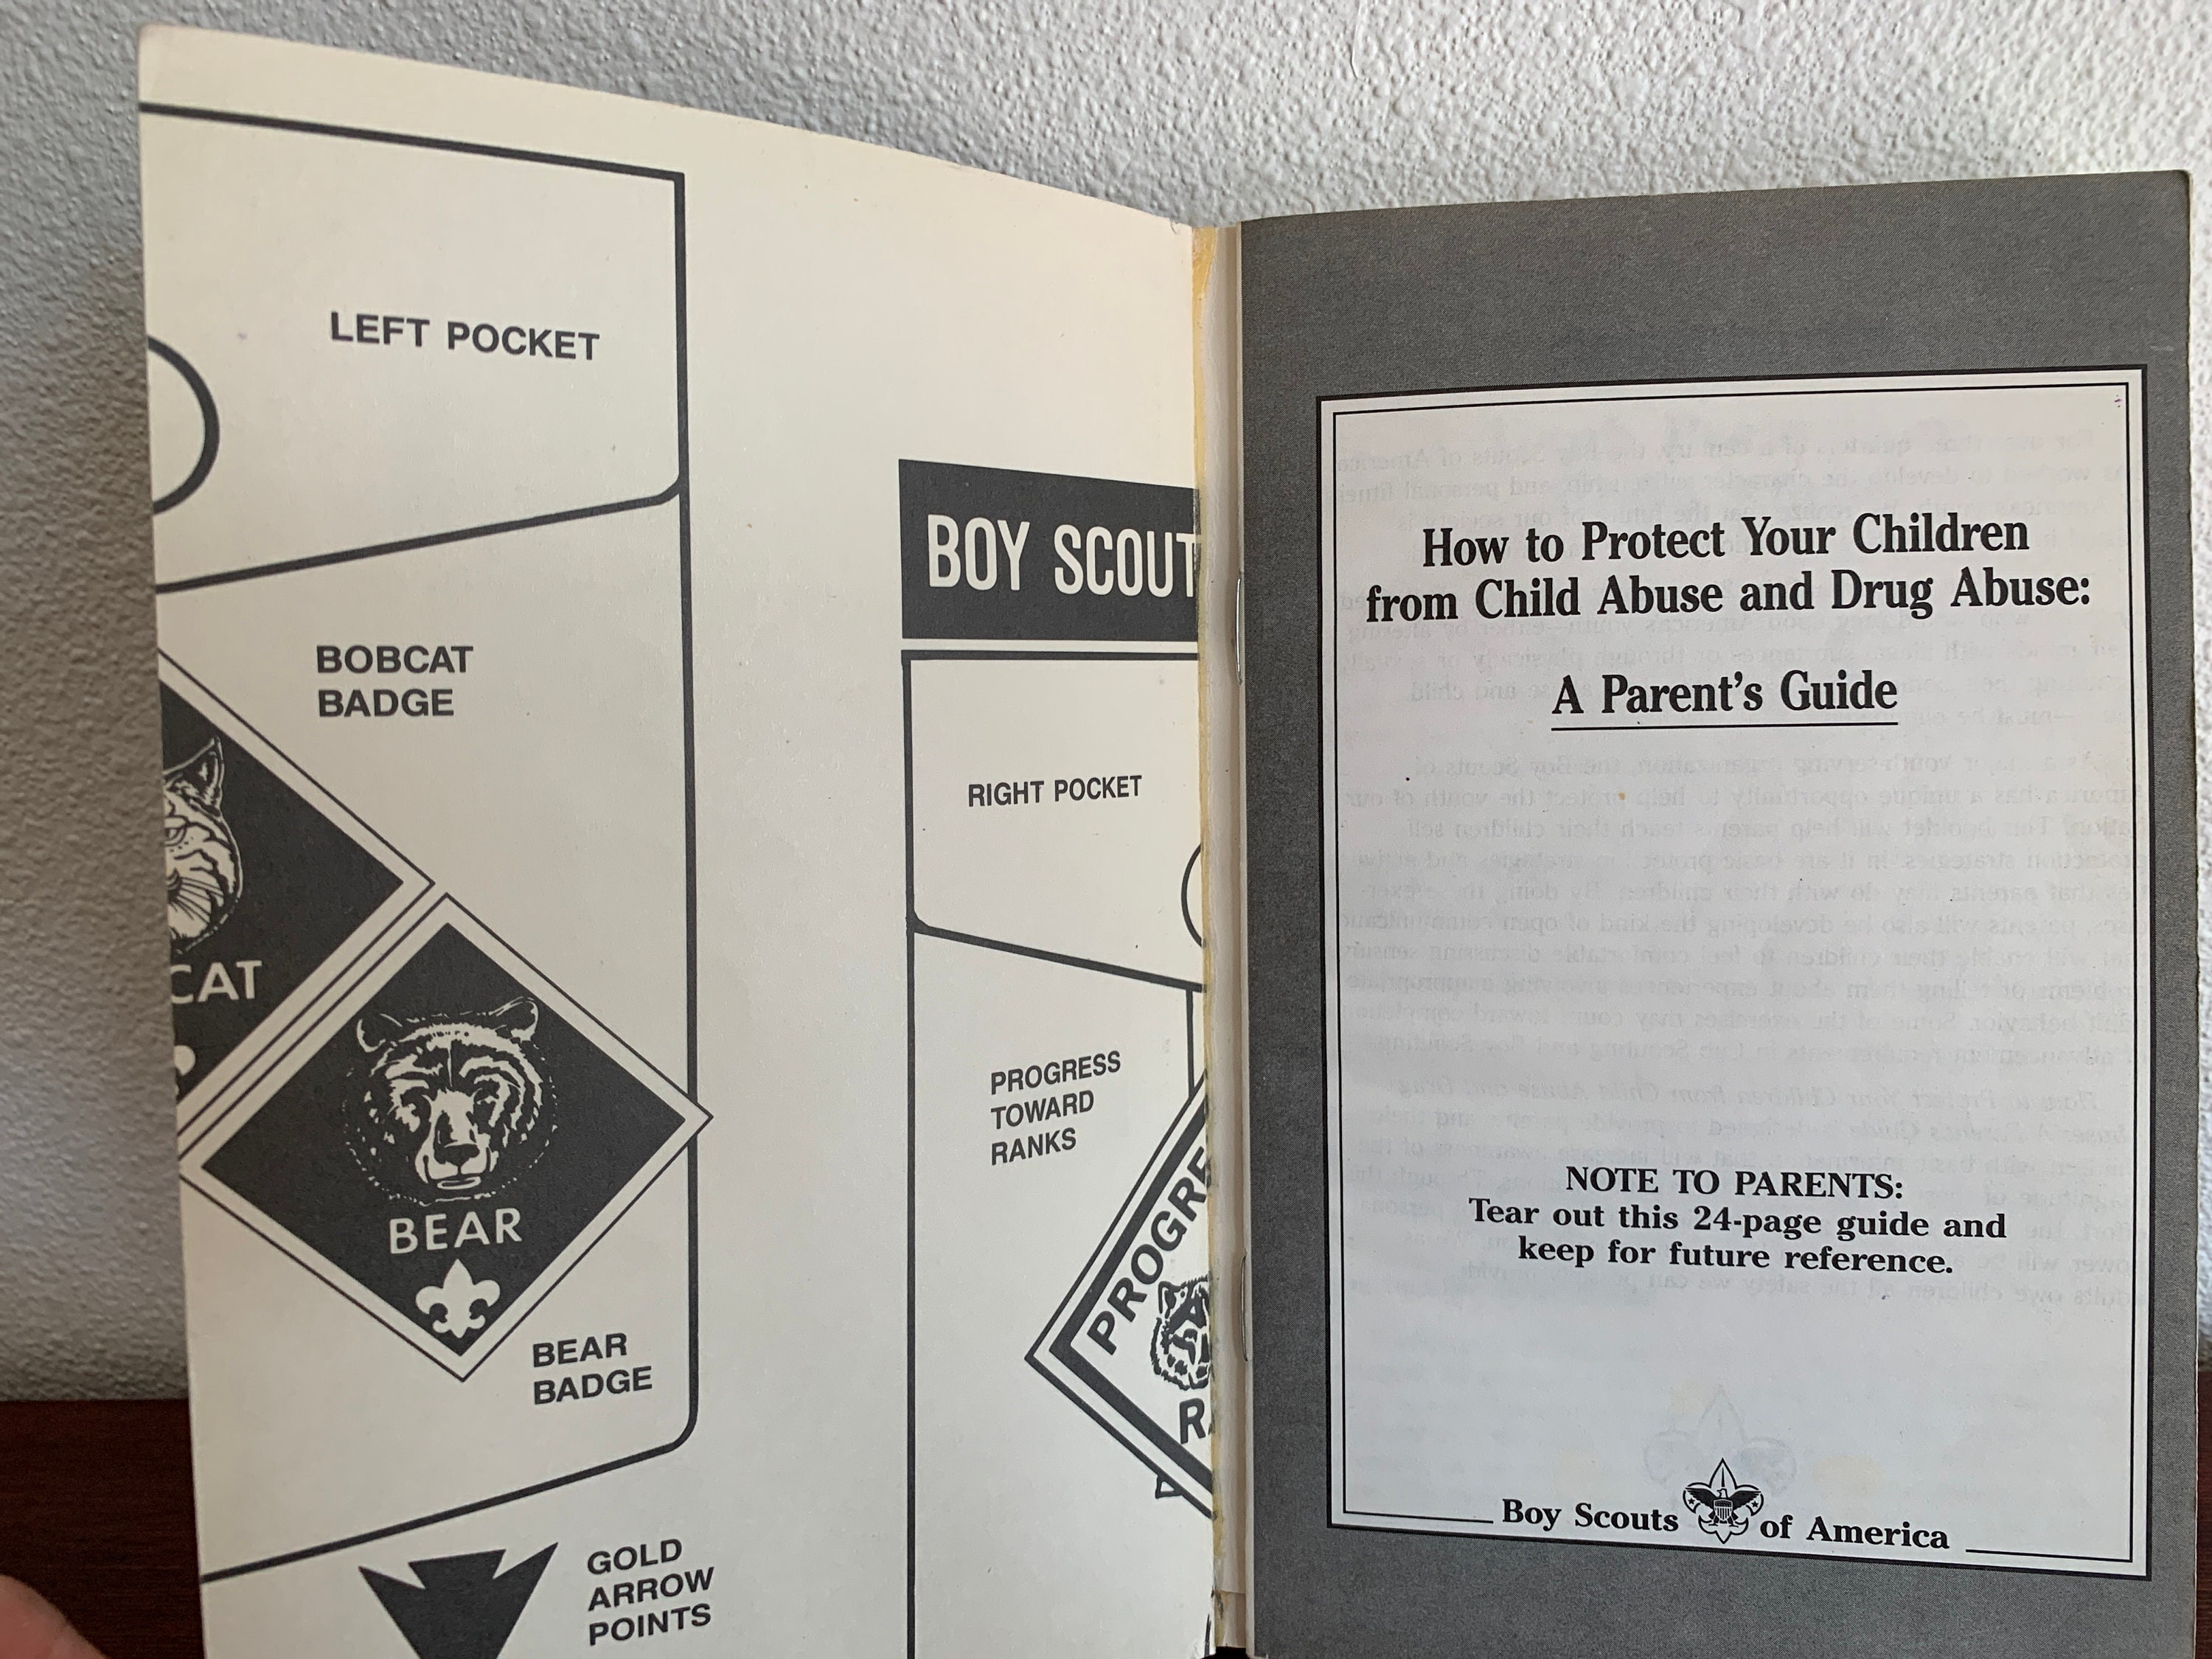 LEFT POCKET
BOBCAT
BADGE
CAT
BEAR
BEAR
BADGE
GOLD
ARROW
POINTS
BOY SCOUT
RIGHT POCKET
PROGRESS
TOWARD
RANKS
PROGRE
RA
How to Protect Your Children
from Child Abuse and Drug Abuse:
A Parent's Guide
NOTE TO PARENTS:
Tear out this 24-page guide and
keep for future reference.
Boy Scouts of America